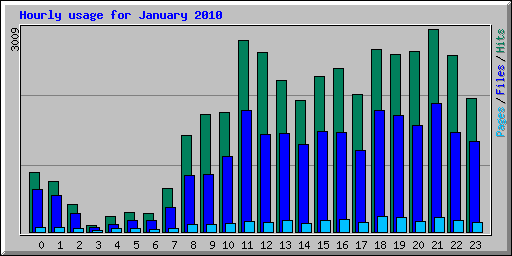 Hourly usage for January 2010
3009
Pages/Files/Hits
0 1 2 3 4 5 6 7 8 9 10 11 12 13 14 15 16 17 18 19 20 21 22 23